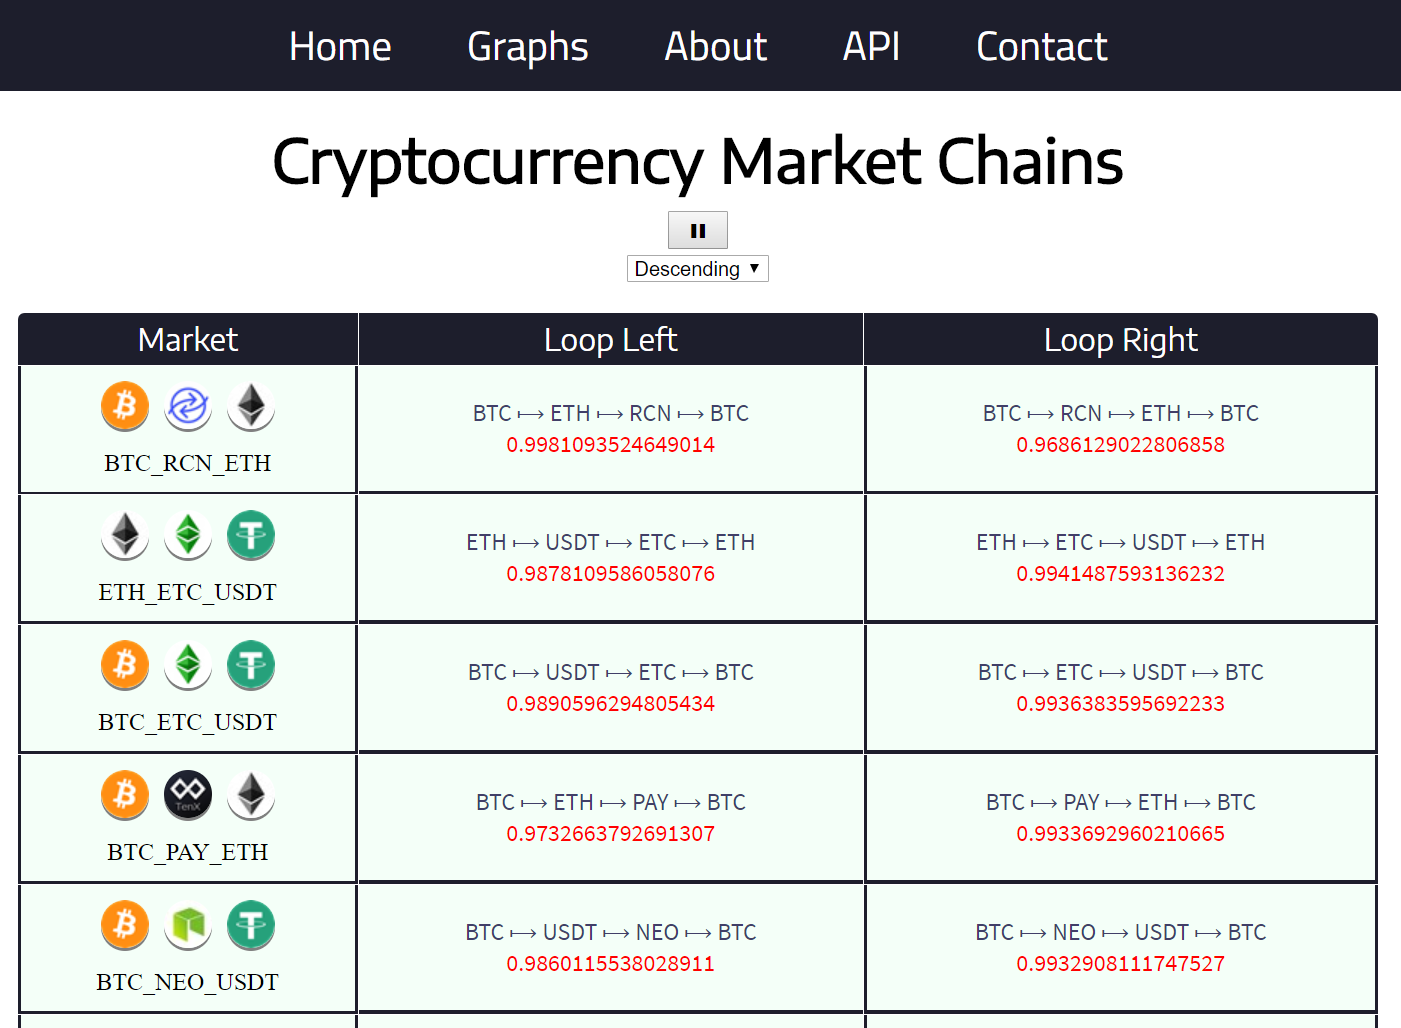 Home Graphs About API Contact
Cryptocurrency Market Chains
Descending
Market Loop Left Loop Right
BTC ⟼ ETH ⟼ RCN ⟼ BTC BTC ⟼ RCN ⟼ ETH ⟼ BTC
0.9981093524649014 0.9686129022806858
BTC_RCN_ETH
ETH ⟼ USDT ⟼ ETC ⟼ ETH ETH ⟼ ETC ⟼ USDT ⟼ ETH
0.9878109586058076 0.9941487593136232
ETH_ETC_USDT
BTC ⟼ USDT ⟼ ETC ⟼ BTC BTC ⟼ ETC ⟼ USDT ⟼ BTC
0.9890596294805434 0.9936383595692233
BTC_ETC_USDT
BTC ⟼ ETH ⟼ PAY ⟼ BTC BTC ⟼ PAY ⟼ ETH ⟼ BTC
TenX
0.9732663792691307 0.9933692960210665
BTC_PAY_ETH
BTC ⟼ USDT ⟼ NEO ⟼ BTC BTC ⟼ NEO ⟼ USDT ⟼ BTC
0.9860115538028911 0.9932908111747527
BTC_NEO_USDT